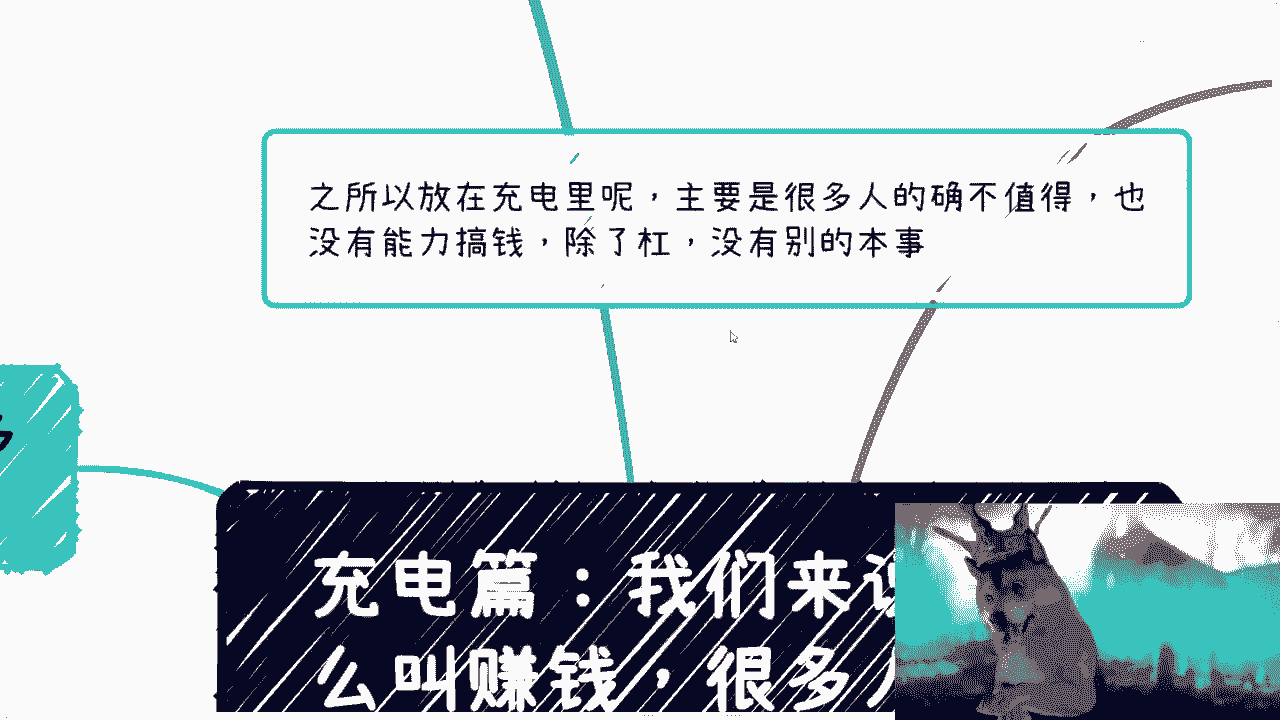 之所以放在充电里呢，主要是很多人的确不值得，也
没有能力搞钱，除了杠，没有别的本事
充电篇：我们来
么叫赚钱，很多